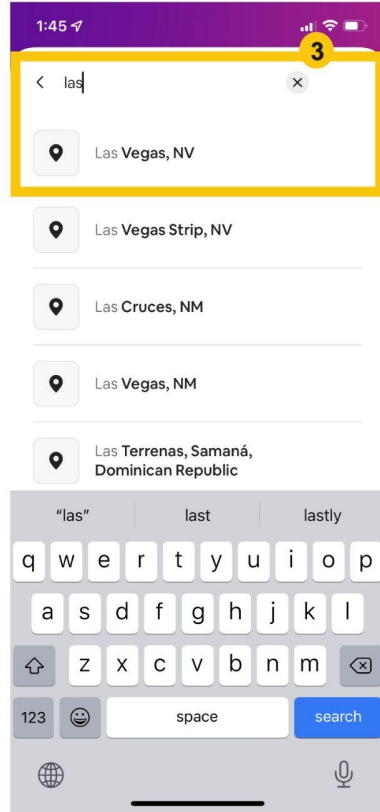 1:45
3
las
Las Vegas, NV
Las Vegas Strip, NV
Las Cruces, NM
Las Vegas, NM
Las Terrenas, Samaná,
Dominican Republic
"las" last lastly
q w e r t y u i o p
a s d f g h j k l
z x c v b n m
123 space search